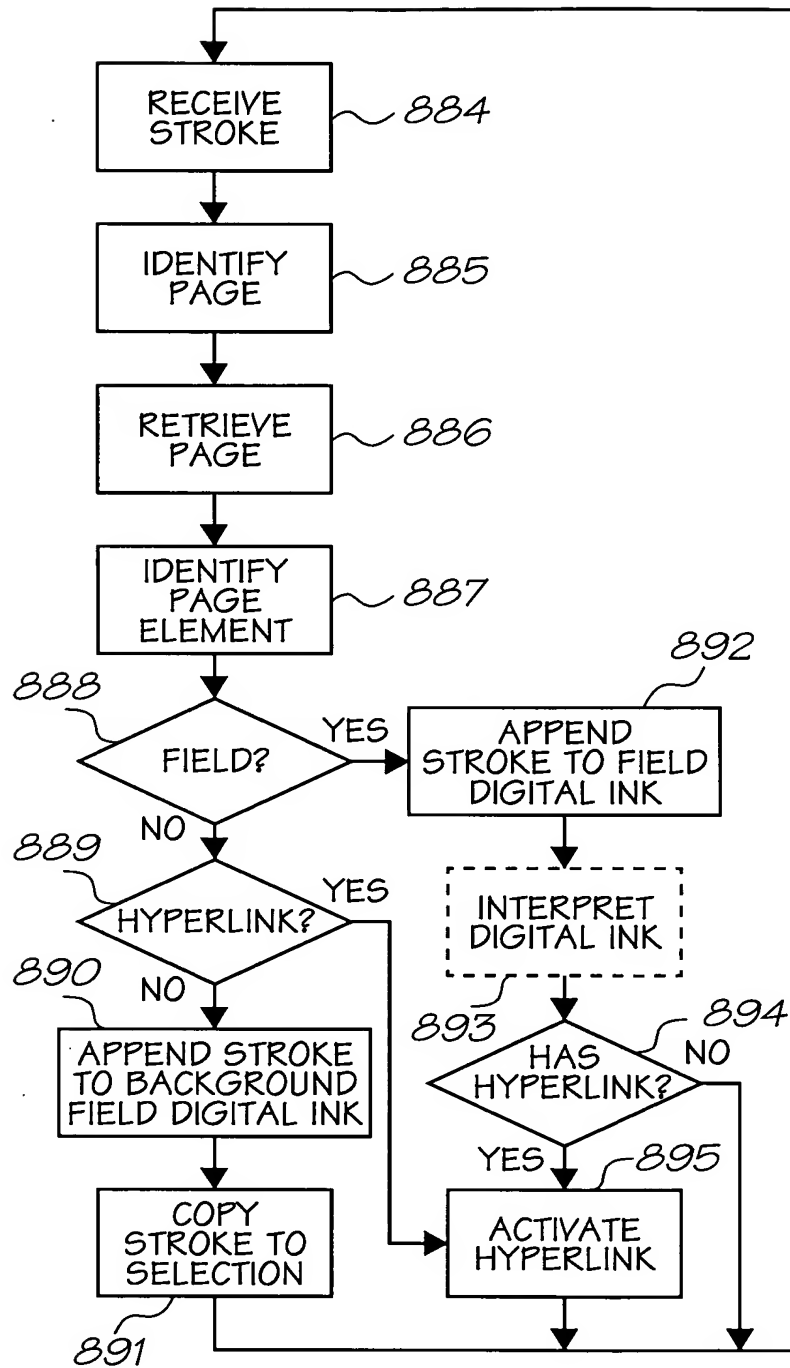 RECEIVE
STROKE
884
IDENTIFY
PAGE
885
RETRIEVE
PAGE
886
IDENTIFY
PAGE
ELEMENT
887
888
FIELD?
YES
NO
892
APPEND
STROKE TO FIELD
DIGITAL INK
889
HYPERLINK?
YES
NO
INTERPRET
DIGITAL INK
893
890
APPEND STROKE
TO BACKGROUND
FIELD DIGITAL INK
894
HAS
HYPERLINK?
NO
YES
895
COPY
STROKE TO
SELECTION
891
ACTIVATE
HYPERLINK